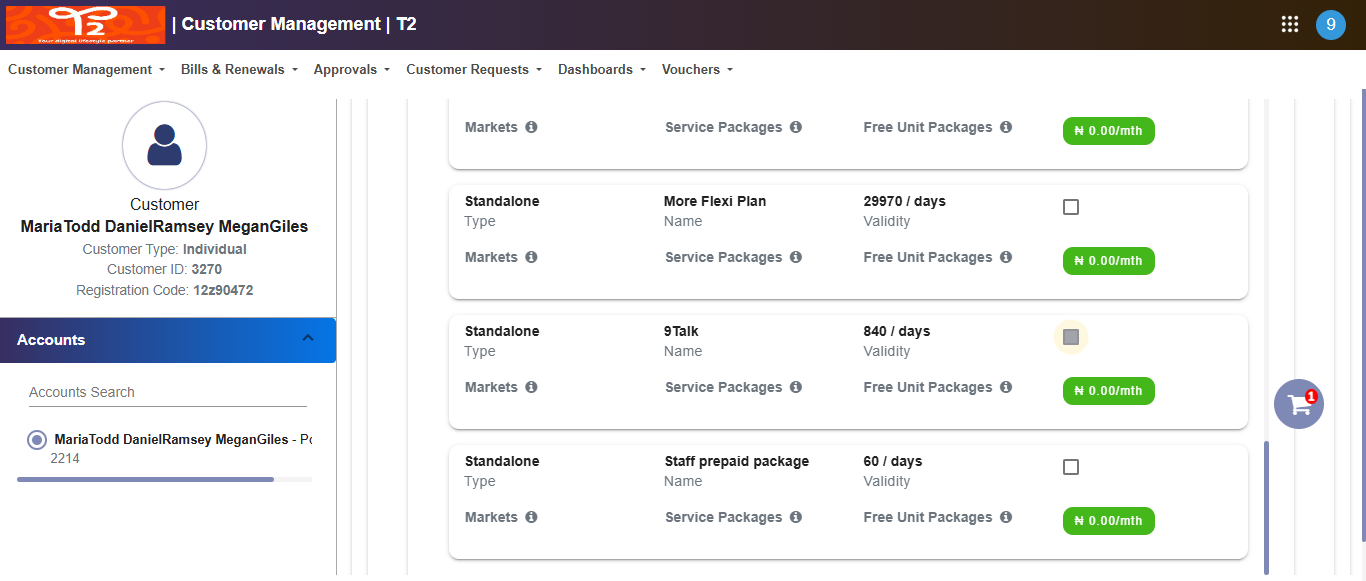 T2
Your digital lifestyle partner
| Customer Management | T2
9
Customer Management Bills & Renewals Approvals Customer Requests Dashboards Vouchers
Customer
MariaTodd DanielRamsey MeganGiles
Customer Type: Individual
Customer ID: 3270
Registration Code: 12z90472
Accounts
Accounts Search
MariaTodd DanielRamsey MeganGiles - Po
2214
Markets Service Packages Free Unit Packages ₦ 0.00/mth
Standalone More Flexi Plan 29970 / days
Type Name Validity
Markets Service Packages Free Unit Packages ₦ 0.00/mth
Standalone 9Talk 840 / days
Type Name Validity
Markets Service Packages Free Unit Packages ₦ 0.00/mth
Standalone Staff prepaid package 60 / days
Type Name Validity
Markets Service Packages Free Unit Packages ₦ 0.00/mth
1